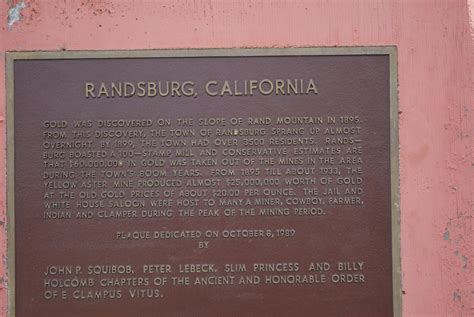 RANDSBURG, CALIFORNIA
GOLD WAS DISCOVERED ON THE SLOPE OF RAND MOUNTAIN IN 1895.
FROM THIS DISCOVERY, THE TOWN OF RANDSBURG SPRANG UP ALMOST
OVERNIGHT. BY 1899, THE TOWN HAD OVER 3500 RESIDENTS. RANDS-
BURG BOASTED A 100-STAMP MILL AND CONSERVATIVE ESTIMATES ARE
THAT $60,000,000 IN GOLD WAS TAKEN OUT OF THE MINES IN THE AREA
DURING THE TOWN'S BOOM YEARS. FROM 1895 TILL ABOUT 1933, THE
YELLOW ASTER MINE PRODUCED ALMOST $25,000,000 WORTH OF GOLD
AT THE OLD GOLD PRICES OF ABOUT $20.00 PER OUNCE. THE JAIL AND
WHITE HOUSE SALOON WERE HOST TO MANY A MINER, COWBOY, FARMER,
INDIAN AND CLAMPER DURING THE PEAK OF THE MINING PERIOD.
PLAQUE DEDICATED ON OCTOBER 8, 1989
BY
JOHN P. SQUIBOB, PETER LEBECK, SLIM PRINCESS AND BILLY
HOLCOMB CHAPTERS OF THE ANCIENT AND HONORABLE ORDER
OF E CLAMPUS VITUS.